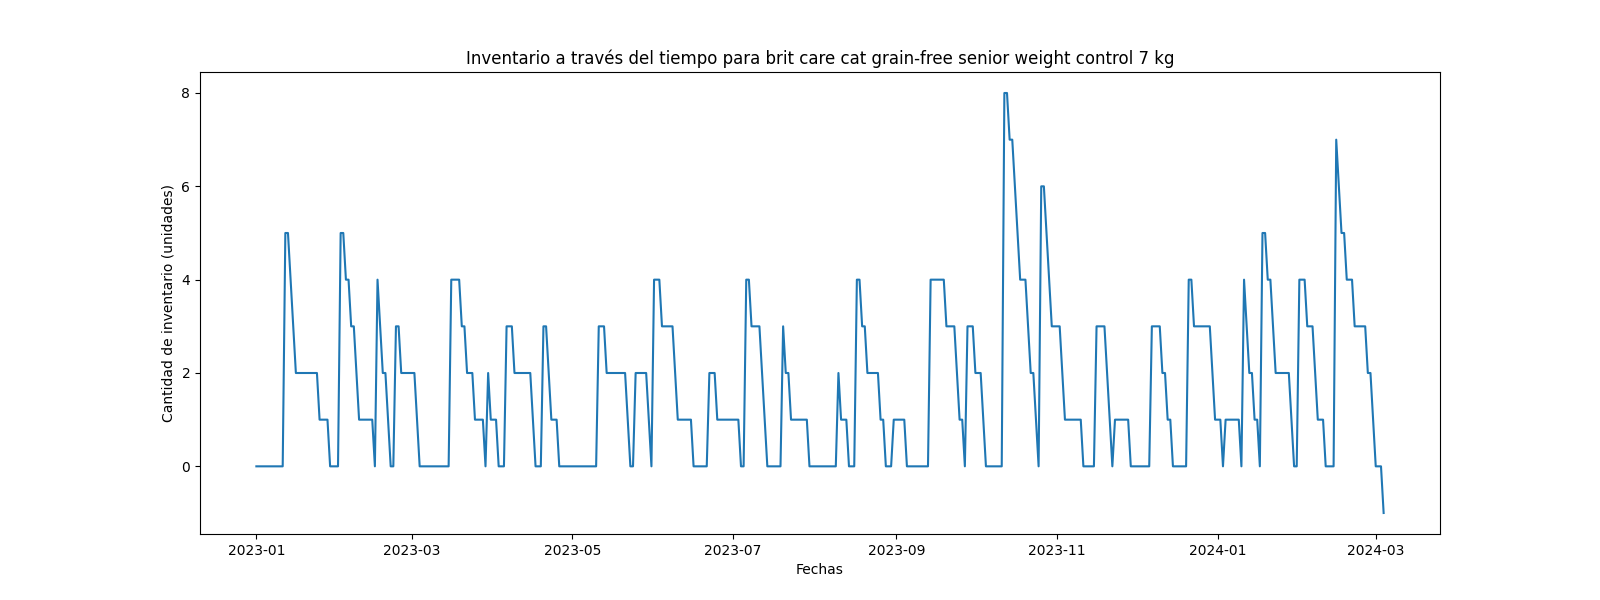 Inventario a través del tiempo para brit care cat grain-free senior weight control 7 kg
Cantidad de inventario (unidades)
8
6
4
2
0
2023-01 2023-03 2023-05 2023-07 2023-09 2023-11 2024-01 2024-03
Fechas